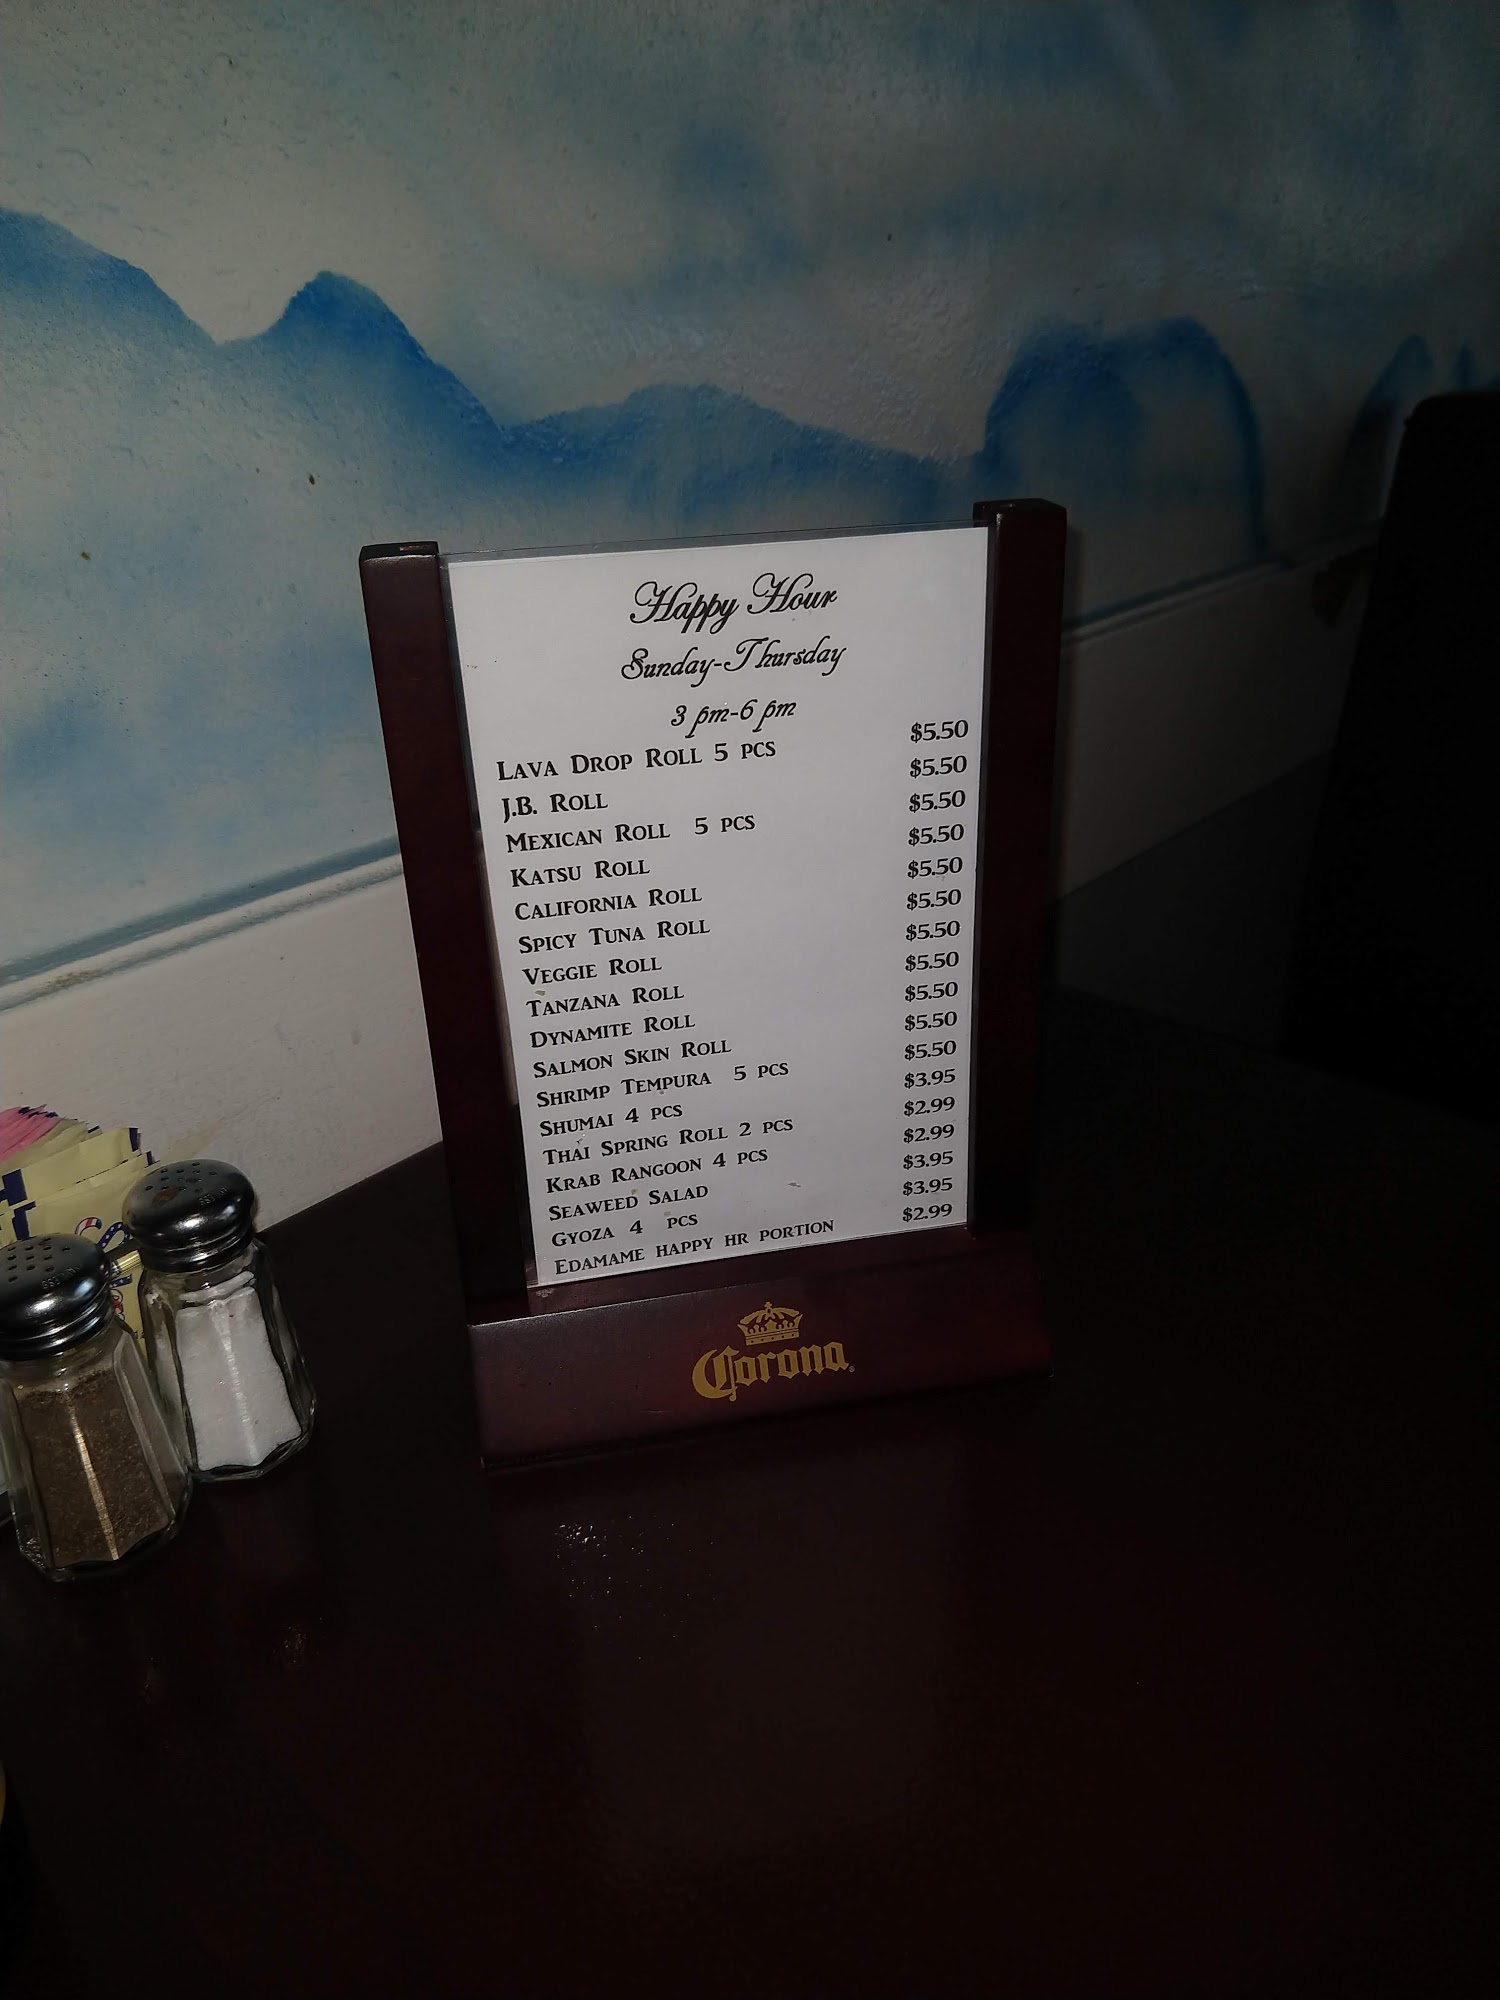 Happy Hour
Sunday-Thursday
3 pm-6 pm
Lava Drop Roll 5 pcs $5.50
J.B. Roll $5.50
Mexican Roll 5 pcs $5.50
Katsu Roll $5.50
California Roll $5.50
Spicy Tuna Roll $5.50
Veggie Roll $5.50
Tanzana Roll $5.50
Dynamite Roll $5.50
Salmon Skin Roll $5.50
Shrimp Tempura 5 pcs $5.50
Shumai 4 pcs $3.95
Thai Spring Roll 2 pcs $2.99
Krab Rangoon 4 pcs $2.99
Seaweed Salad $3.95
Gyoza 4 pcs $3.95
Edamame happy hr portion $2.99
Corona